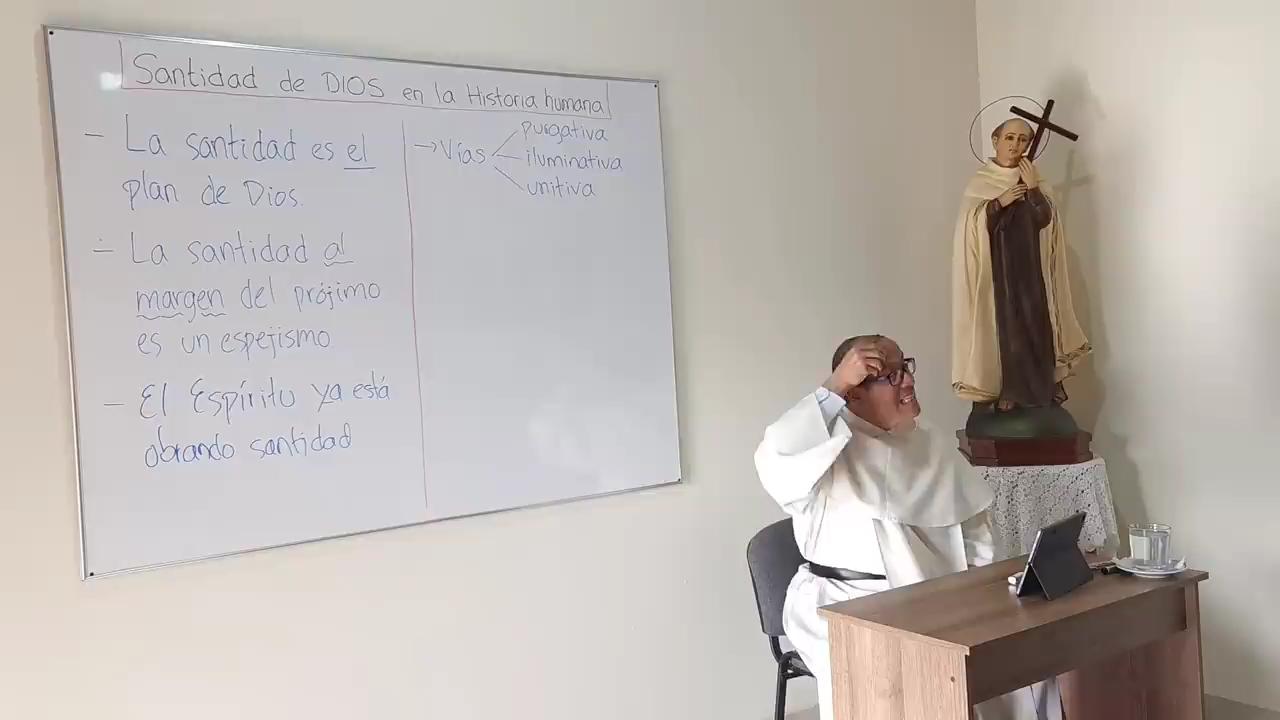 Santidad de DIOS en la Historia humana
- La santidad es el
plan de Dios.
- La santidad al
margen del prójimo
es un espejismo
- El Espíritu ya está
obrando santidad
→ Vías
purgativa
iluminativa
unitiva